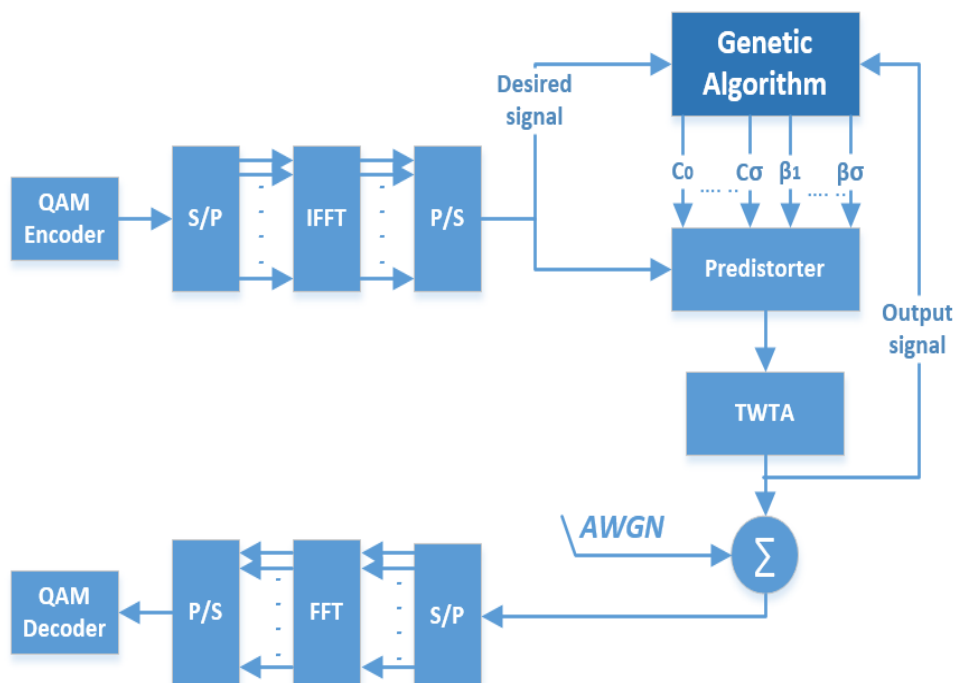 Genetic
Algorithm
Desired
signal
C₀ ..... .. Cσ β₁ .... .. βσ
QAM
Encoder
S/P
IFFT
P/S
Predistorter
Output
signal
TWTA
AWGN
∑
QAM
Decoder
P/S
FFT
S/P